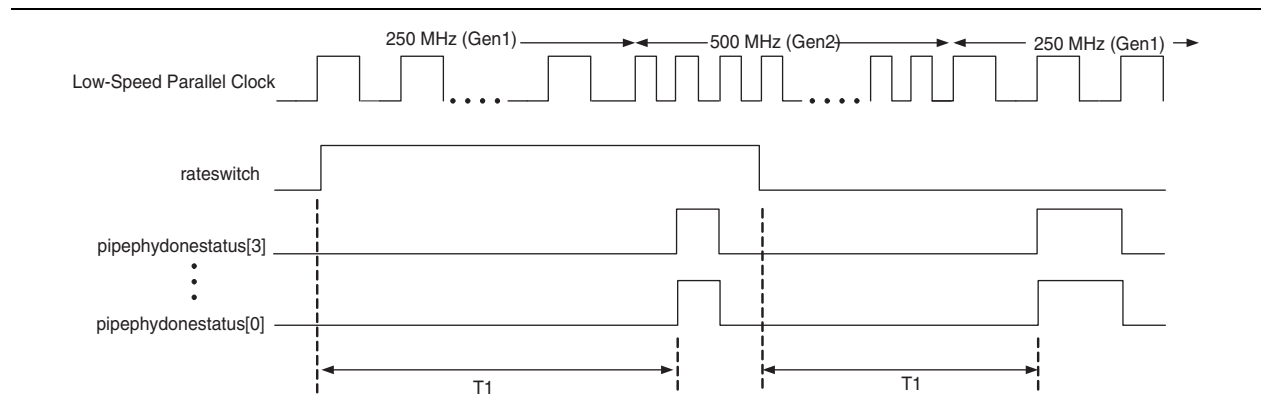 250 MHz (Gen1)
500 MHz (Gen2)
250 MHz (Gen1)
Low-Speed Parallel Clock
rateswitch
pipephydonestatus[3]
pipephydonestatus[0]
T1
T1